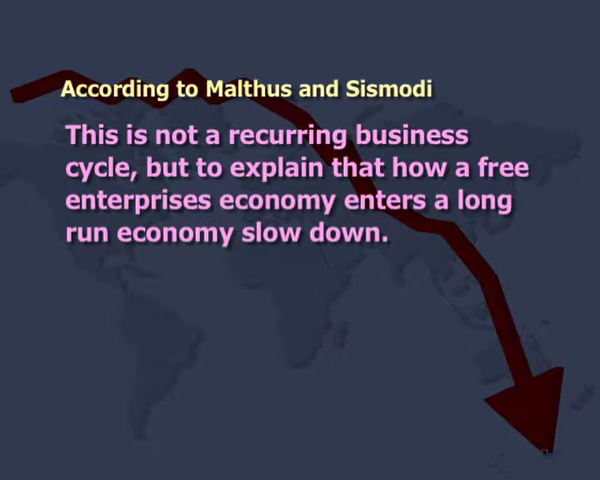 According to Malthus and Sismodi
This is not a recurring business
cycle, but to explain that how a free
enterprises economy enters a long
run economy slow down.